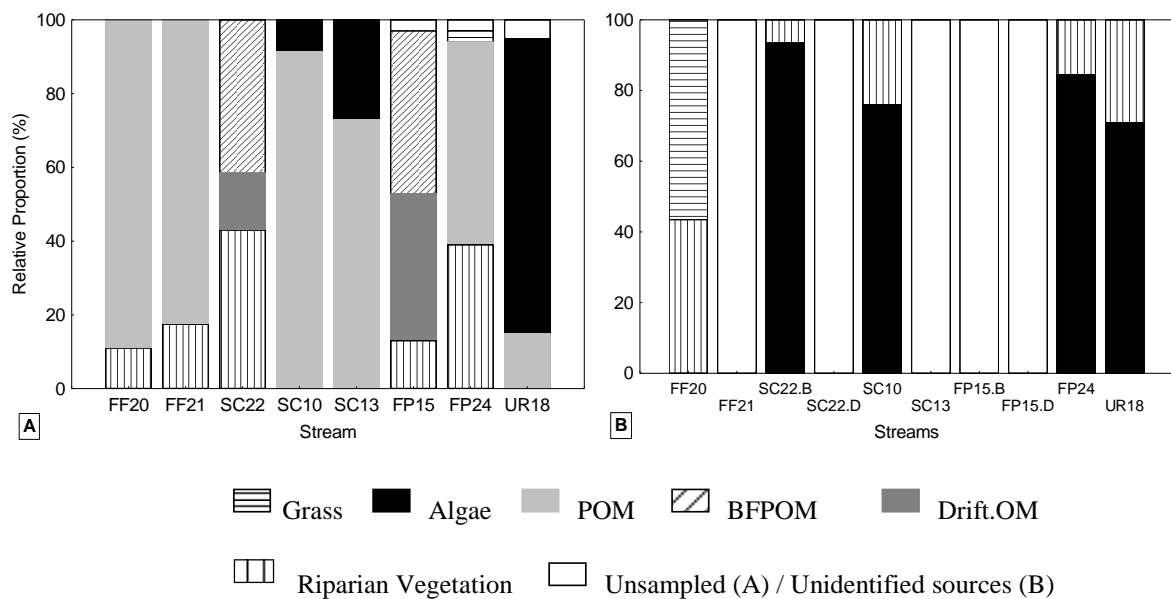 100
80
60
40
20
0
Relative Proportion (%)
FF20 FF21 SC22 SC10 SC13 FP15 FP24 UR18
A
Stream
100
80
60
40
20
0
FF20 SC22.B SC10 FP15.B FP24
FF21 SC22.D SC13 FP15.D UR18
B
Streams
Grass Algae POM BFPOM Drift.OM
Riparian Vegetation Unsampled (A) / Unidentified sources (B)